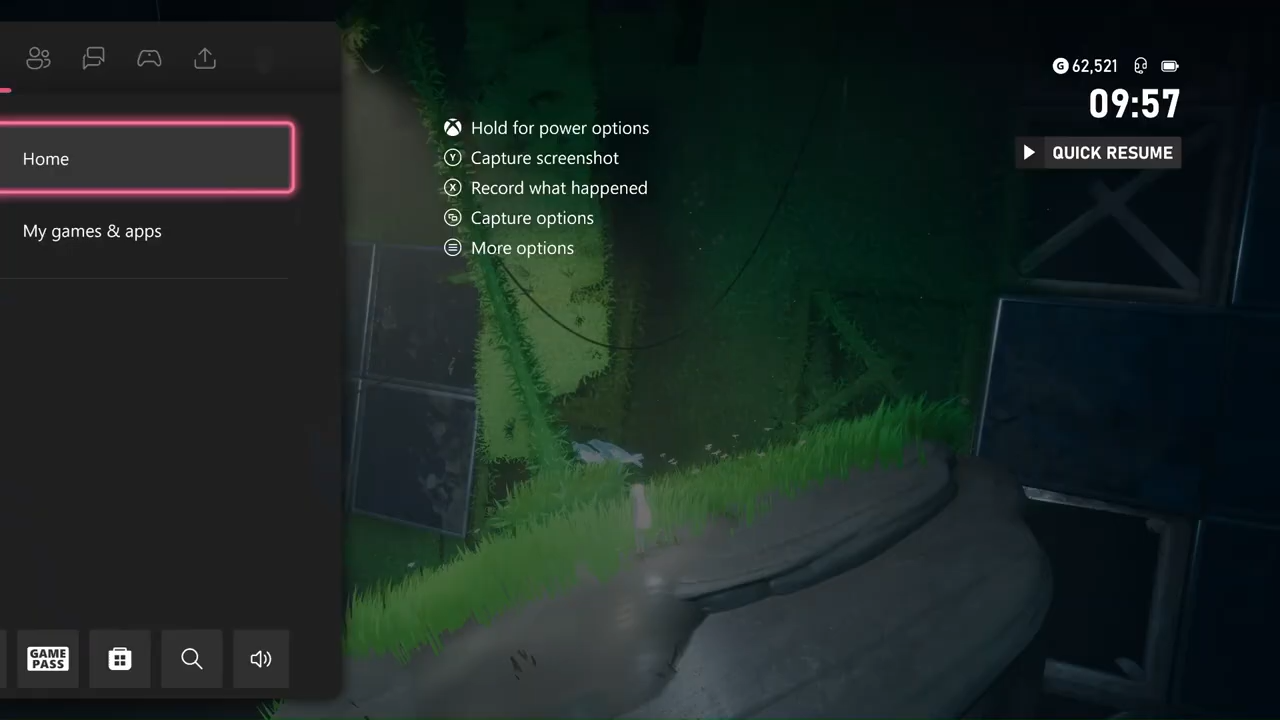 Home
My games & apps
GAME
PASS
Hold for power options
Y Capture screenshot
X Record what happened
Capture options
More options
G 62,521
09:57
QUICK RESUME